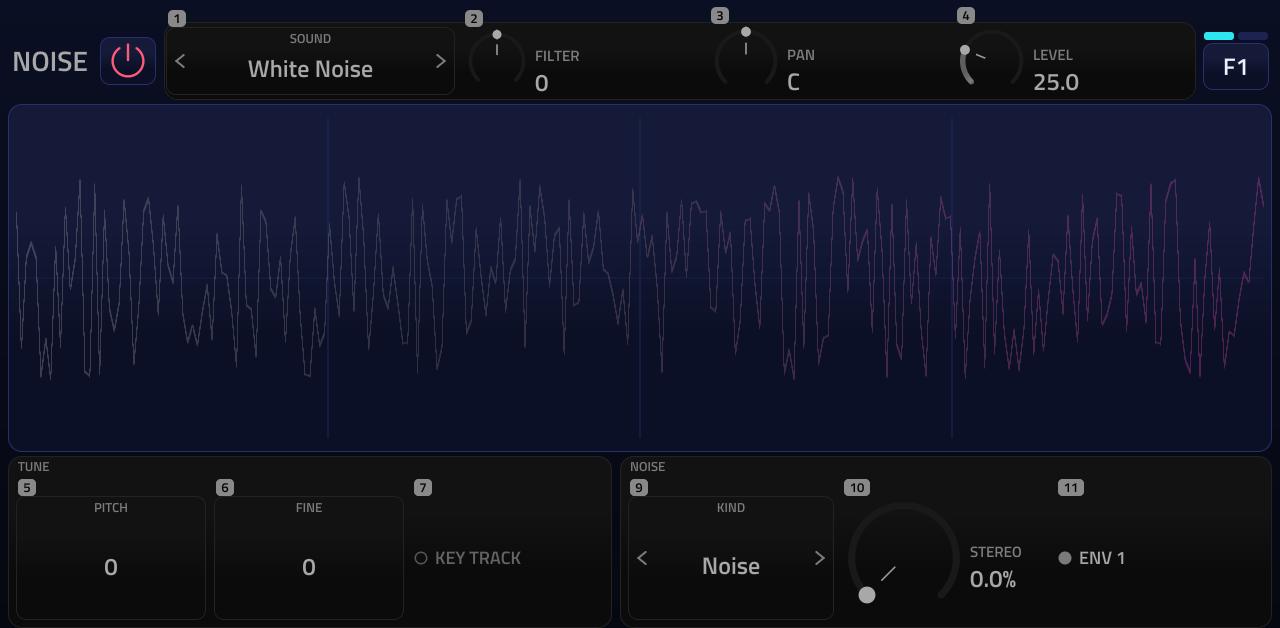 NOISE
1
SOUND
White Noise
2
FILTER
0
3
PAN
C
4
LEVEL
25.0
F1
TUNE
5
PITCH
0
6
FINE
0
7
KEY TRACK
NOISE
9
KIND
Noise
10
STEREO
0.0%
11
ENV 1